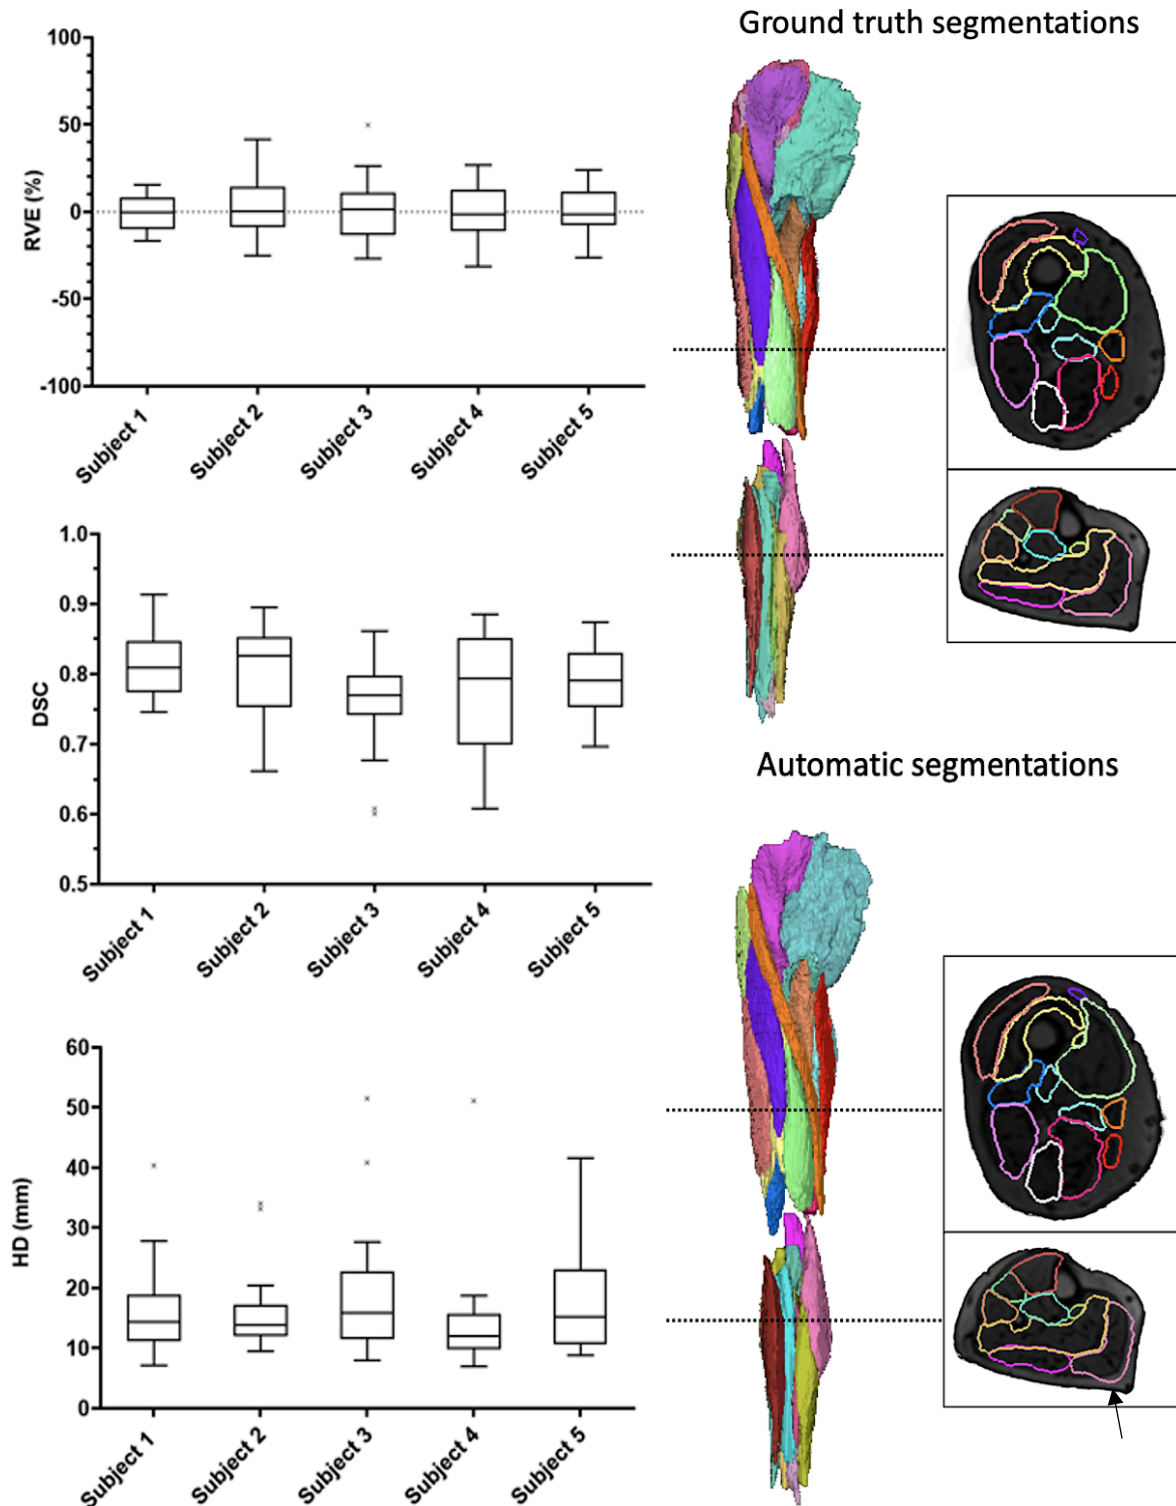 Ground truth segmentations
100
50
0
-50
-100
RVE (%)
Subject 1
Subject 2
Subject 3
Subject 4
Subject 5
1.0
0.9
0.8
0.7
0.6
0.5
DSC
Subject 1
Subject 2
Subject 3
Subject 4
Subject 5
Automatic segmentations
60
50
40
30
20
10
0
HD (mm)
Subject 1
Subject 2
Subject 3
Subject 4
Subject 5